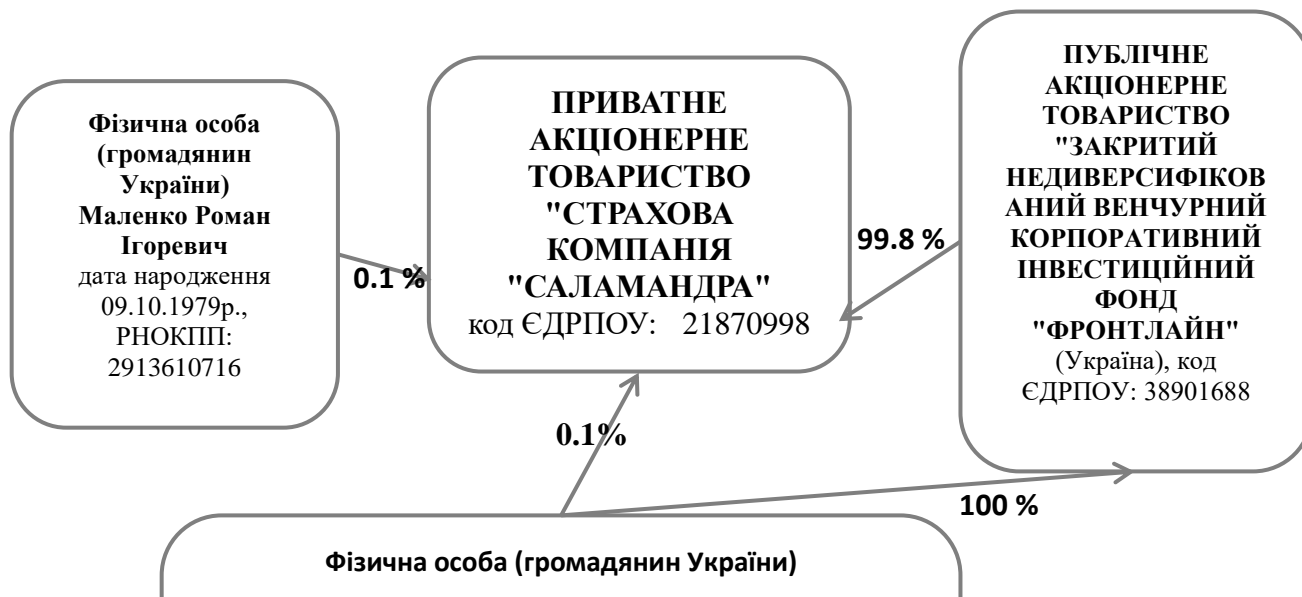 Фізична особа
(громадянин
України)
Маленко Роман
Ігоревич
дата народження
09.10.1979р.,
РНОКПП:
2913610716
0.1 %
ПРИВАТНЕ
АКЦІОНЕРНЕ
ТОВАРИСТВО
"СТРАХОВА
КОМПАНІЯ
"САЛАМАНДРА"
код ЄДРПОУ: 21870998
99.8 %
ПУБЛІЧНЕ
АКЦІОНЕРНЕ
ТОВАРИСТВО
"ЗАКРИТИЙ
НЕДИВЕРСИФІКОВ
АНИЙ ВЕНЧУРНИЙ
КОРПОРАТИВНИЙ
ІНВЕСТИЦІЙНИЙ
ФОНД
"ФРОНТЛАЙН"
(Україна), код
ЄДРПОУ: 38901688
0.1%
100 %
Фізична особа (громадянин України)